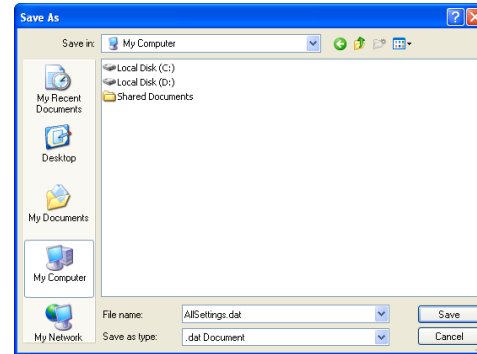 Save As
Save in:
My Computer
Local Disk (C:)
Local Disk (D:)
Shared Documents
My Recent
Documents
Desktop
My Documents
My Computer
My Network
File name:
AllSettings.dat
Save
Save as type:
.dat Document
Cancel